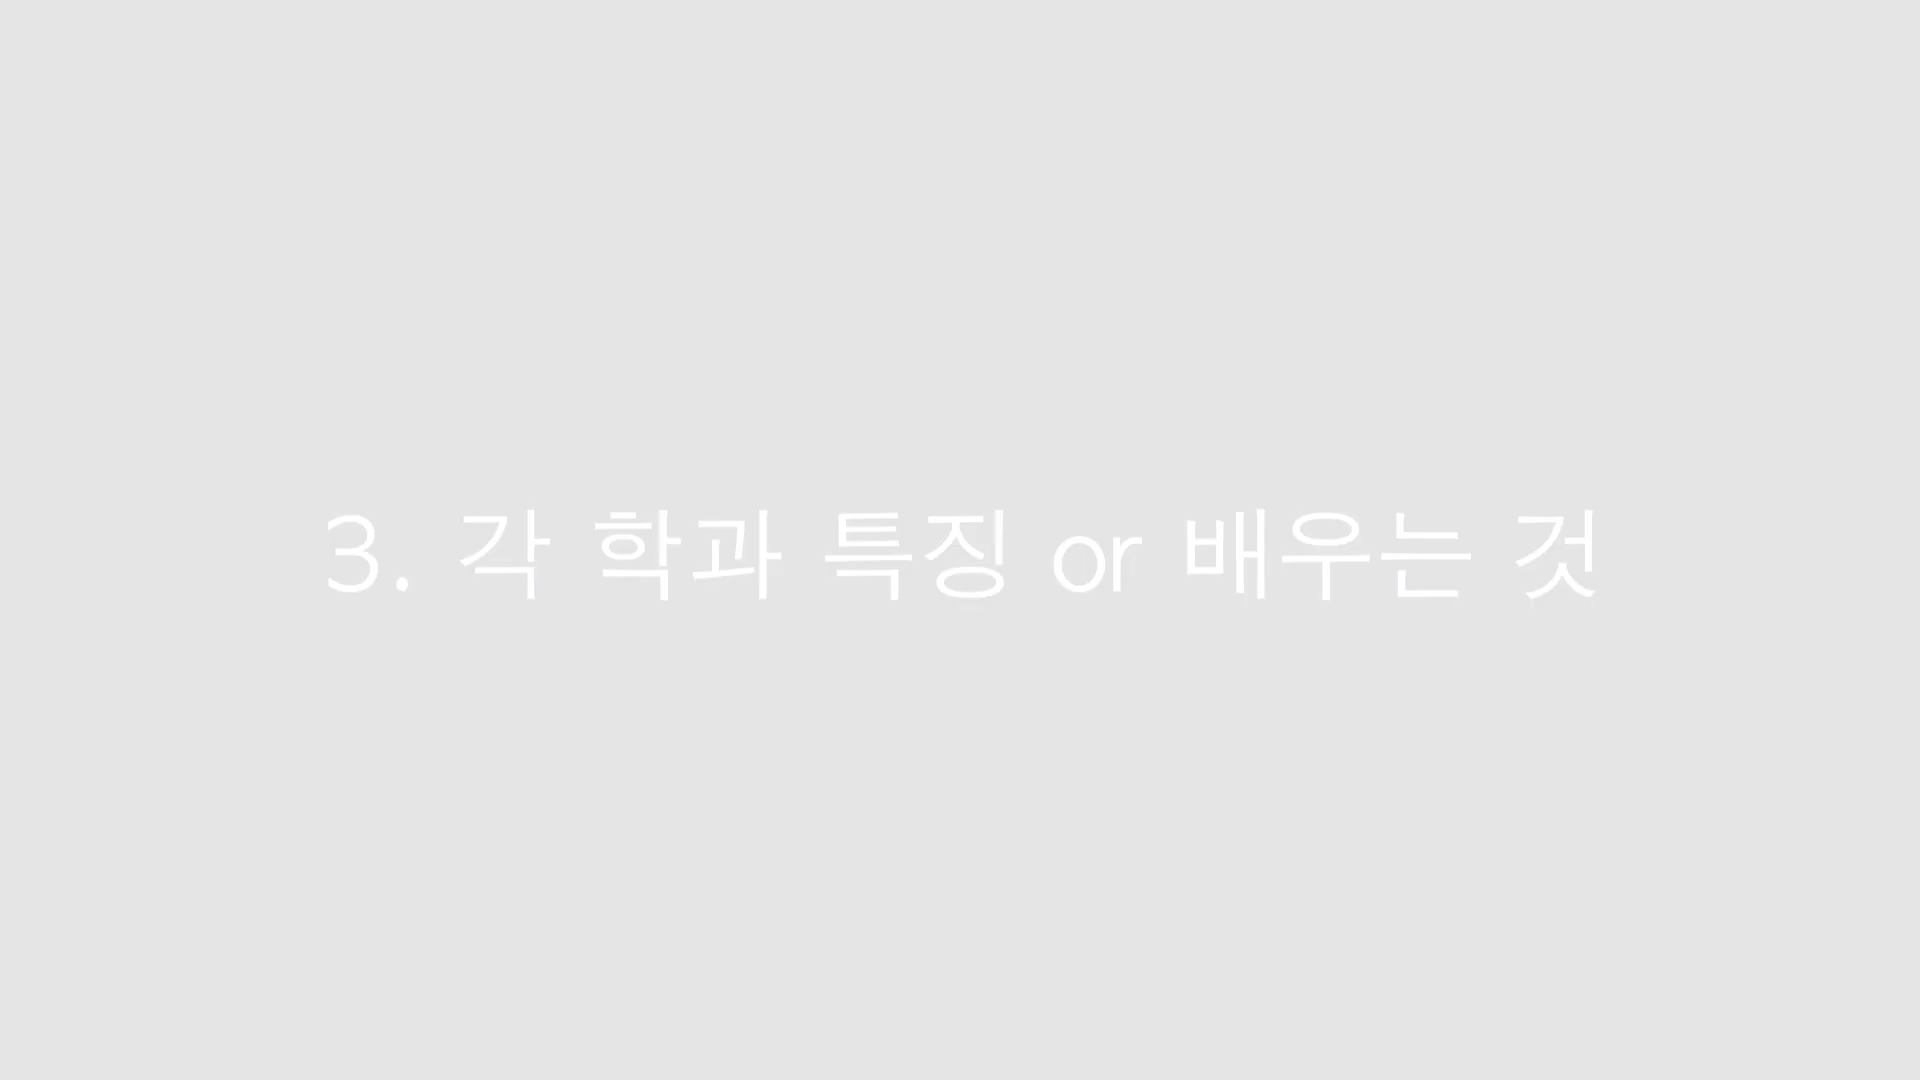 3. 각 학과 특징 or 배우는 것